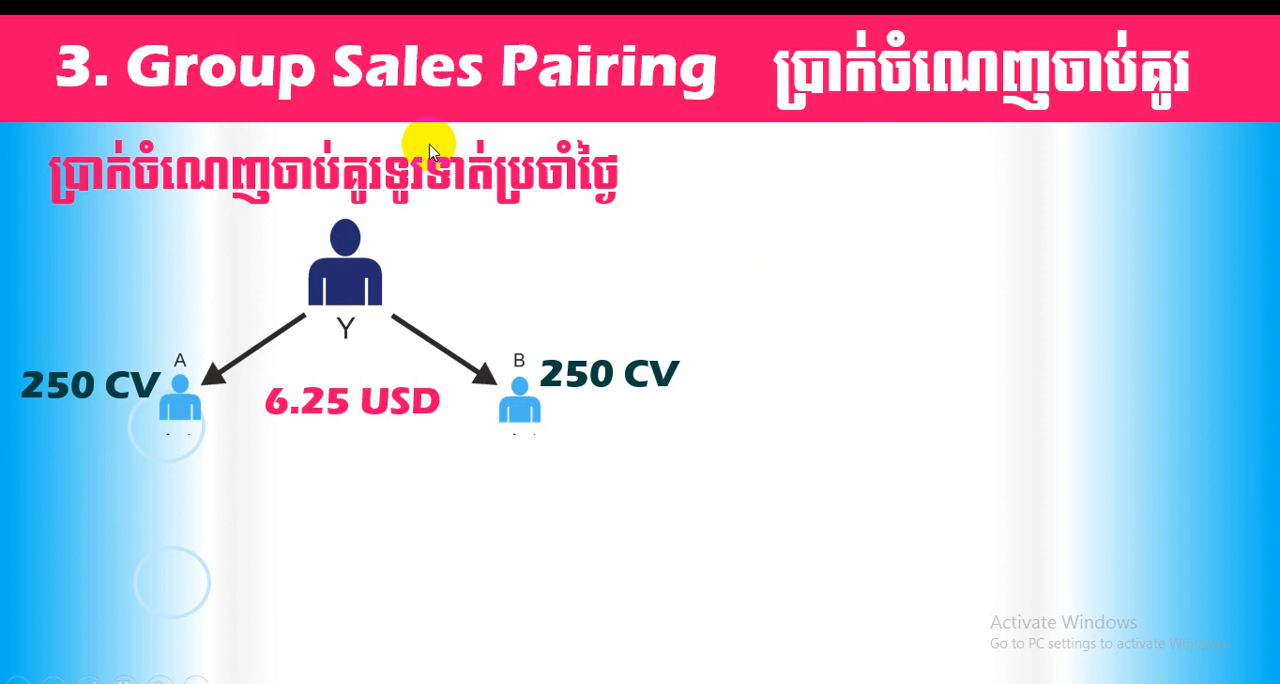 3. Group Sales Pairing ប្រាក់ចំណេញចាប់គូរ
ប្រាក់ចំណេញចាប់គូរទូរទាត់ប្រចាំថ្ងៃ
Y
A
B
250 CV
6.25 USD
250 CV
Activate Windows
Go to PC settings to activate Windows.